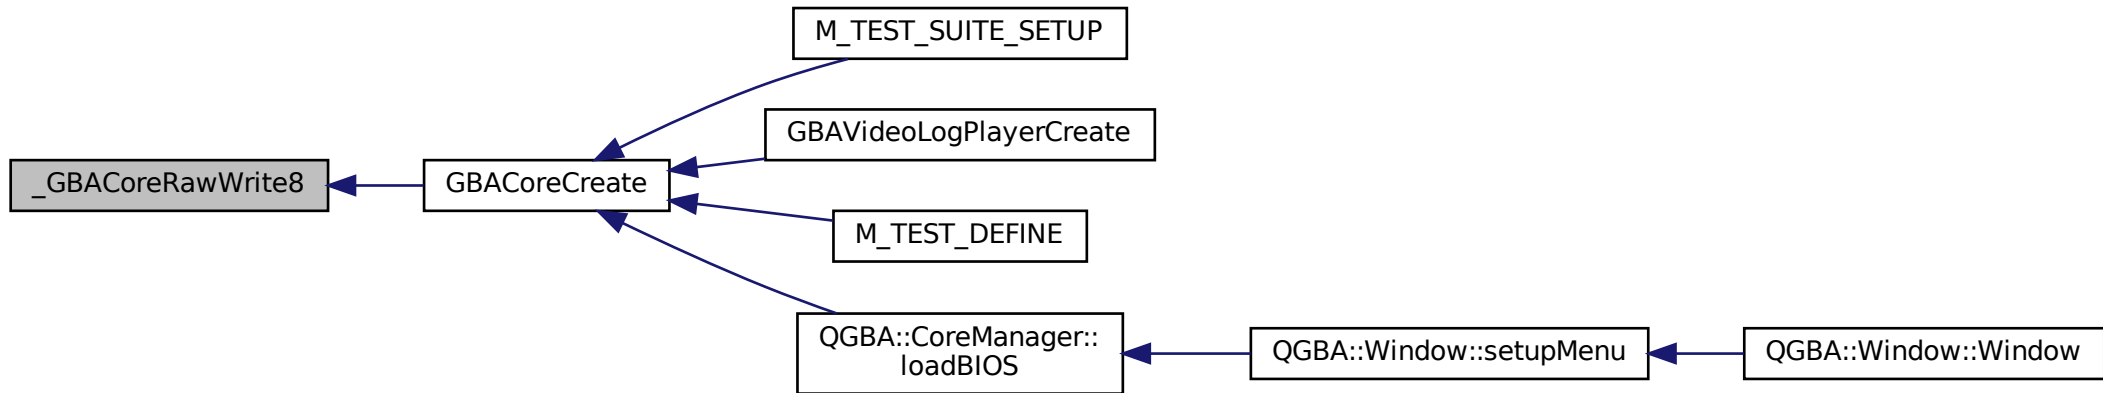 M_TEST_SUITE_SETUP
GBAVideoLogPlayerCreate
_GBACoreRawWrite8
GBACoreCreate
M_TEST_DEFINE
QGBA::CoreManager::
loadBIOS
QGBA::Window::setupMenu
QGBA::Window::Window